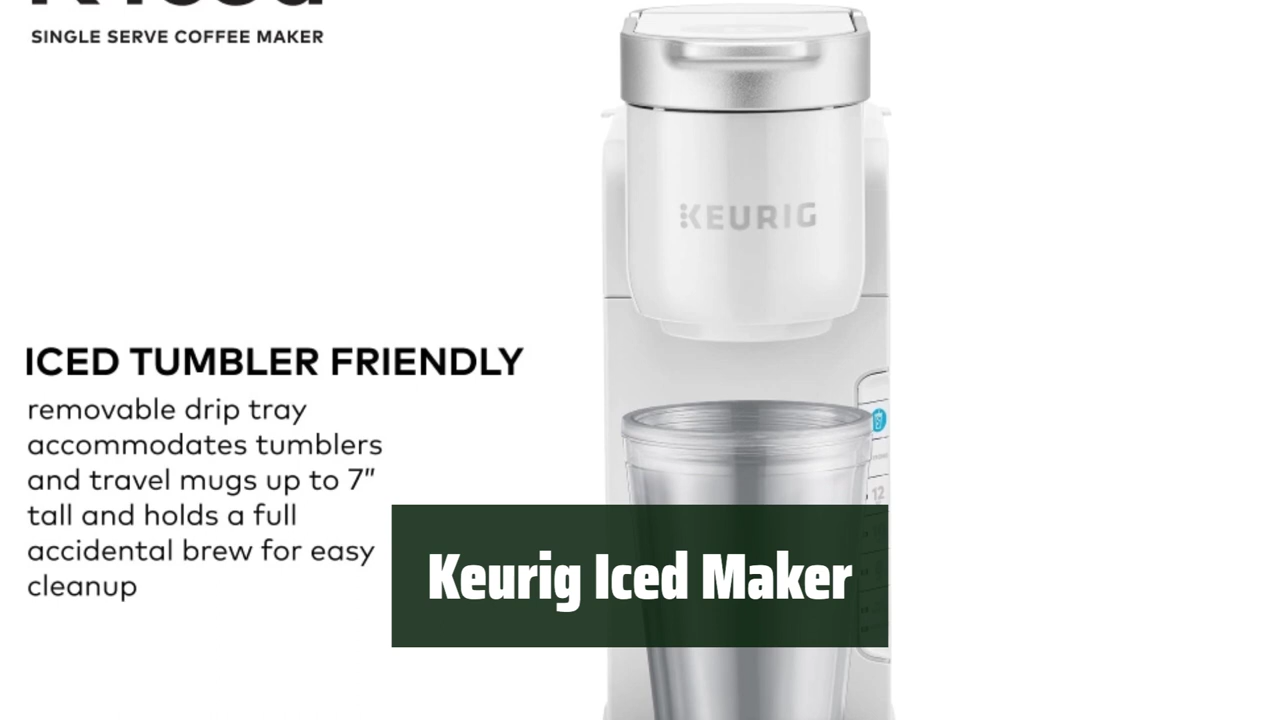 SINGLE SERVE COFFEE MAKER
KEURIG
ICED TUMBLER FRIENDLY
removable drip tray
accommodates tumblers
and travel mugs up to 7”
tall and holds a full
accidental brew for easy
cleanup
12
Keurig Iced Maker